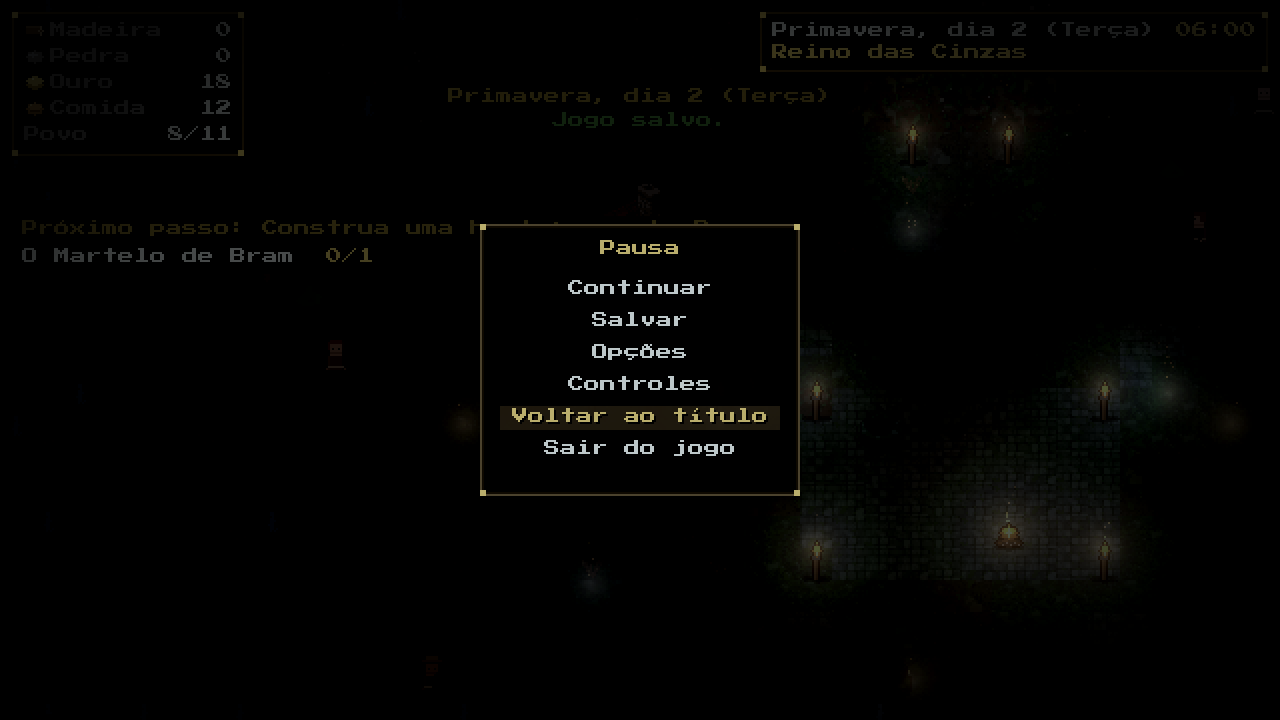 Madeira 0
Pedra 0
Ouro 18
Comida 12
Povo 8/11
Primavera, dia 2 (Terça) 06:00
Reino das Cinzas
Primavera, dia 2 (Terça)
Jogo salvo.
Próximo passo: Construa uma
O Martelo de Bram 0/1
Pausa
Continuar
Salvar
Opções
Controles
Voltar ao título
Sair do jogo